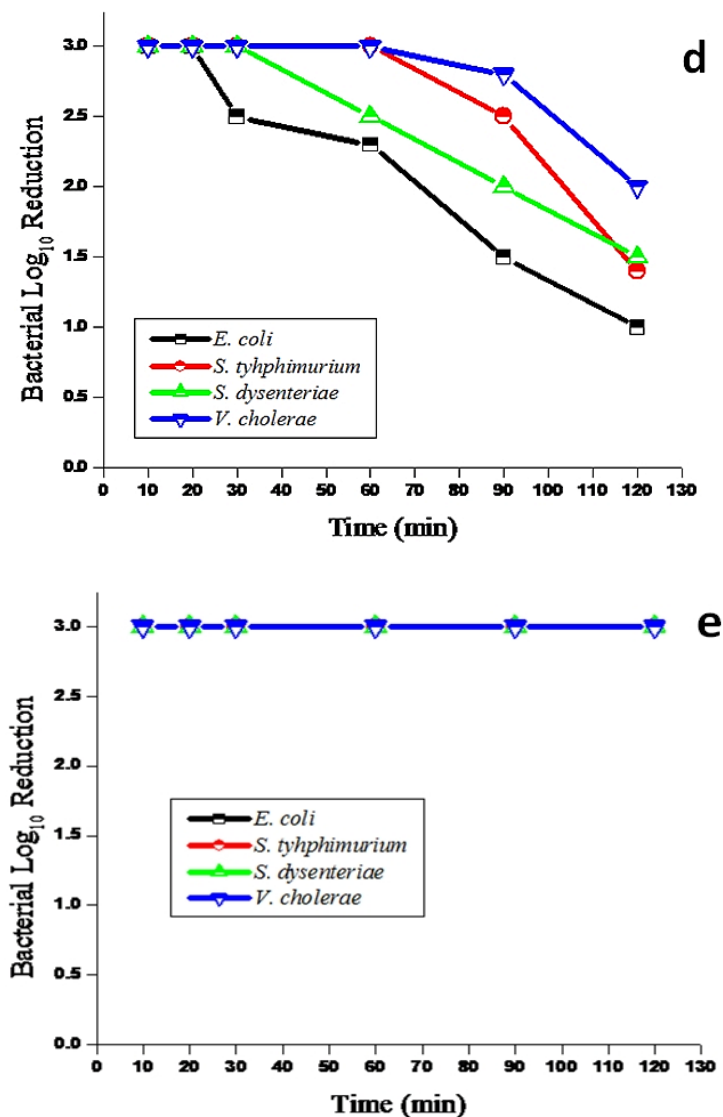 d
Bacterial Log10 Reduction
3.0
2.5
2.0
1.5
1.0
0.5
0.0
E. coli
S. tyhphimurium
S. dysenteriae
V. cholerae
0 10 20 30 40 50 60 70 80 90 100 110 120 130
Time (min)
e
Bacterial Log10 Reduction
3.0
2.5
2.0
1.5
1.0
0.5
0.0
E. coli
S. tyhphimurium
S. dysenteriae
V. cholerae
0 10 20 30 40 50 60 70 80 90 100 110 120 130
Time (min)